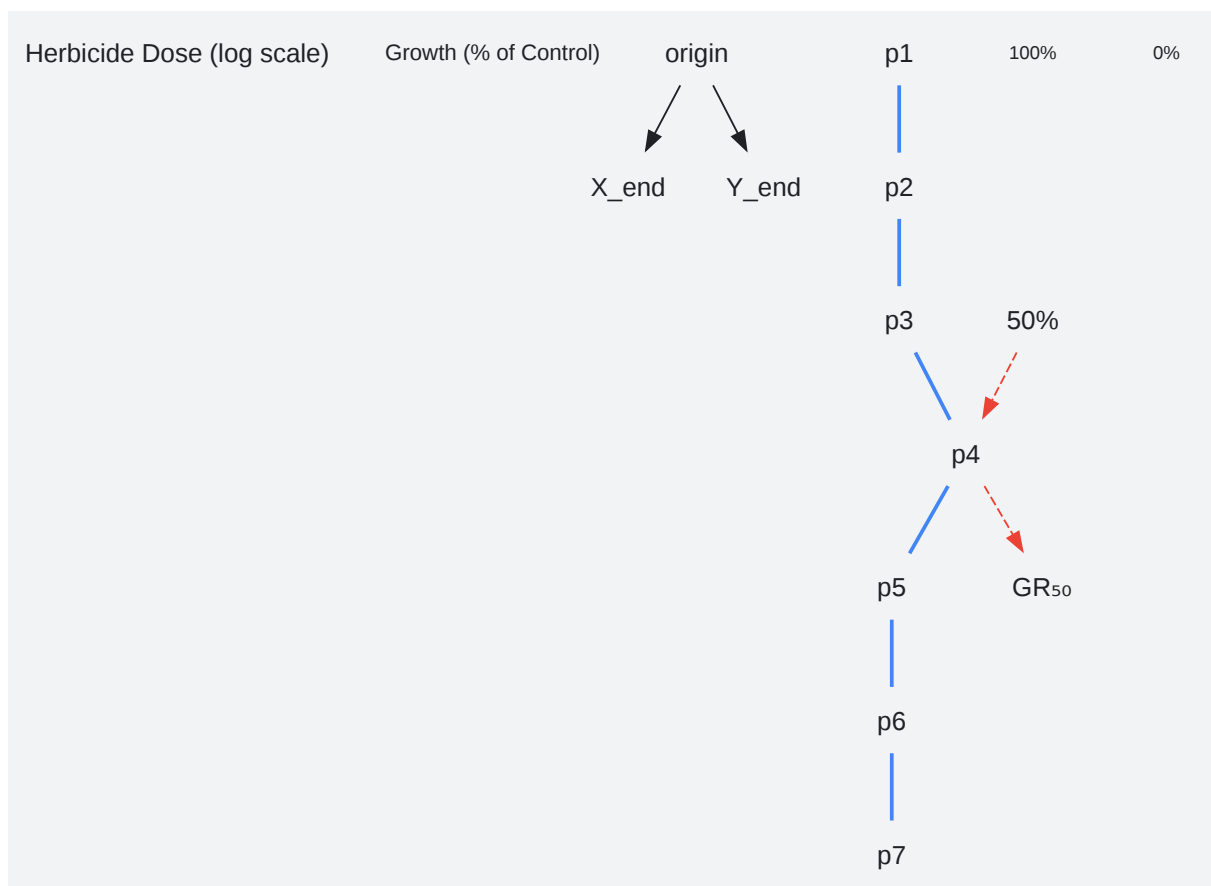 Herbicide Dose (log scale)
Growth (% of Control)
origin
p1
100%
0%
X_end
Y_end
p2
p3
50%
p4
p5
GR₅₀
p6
p7